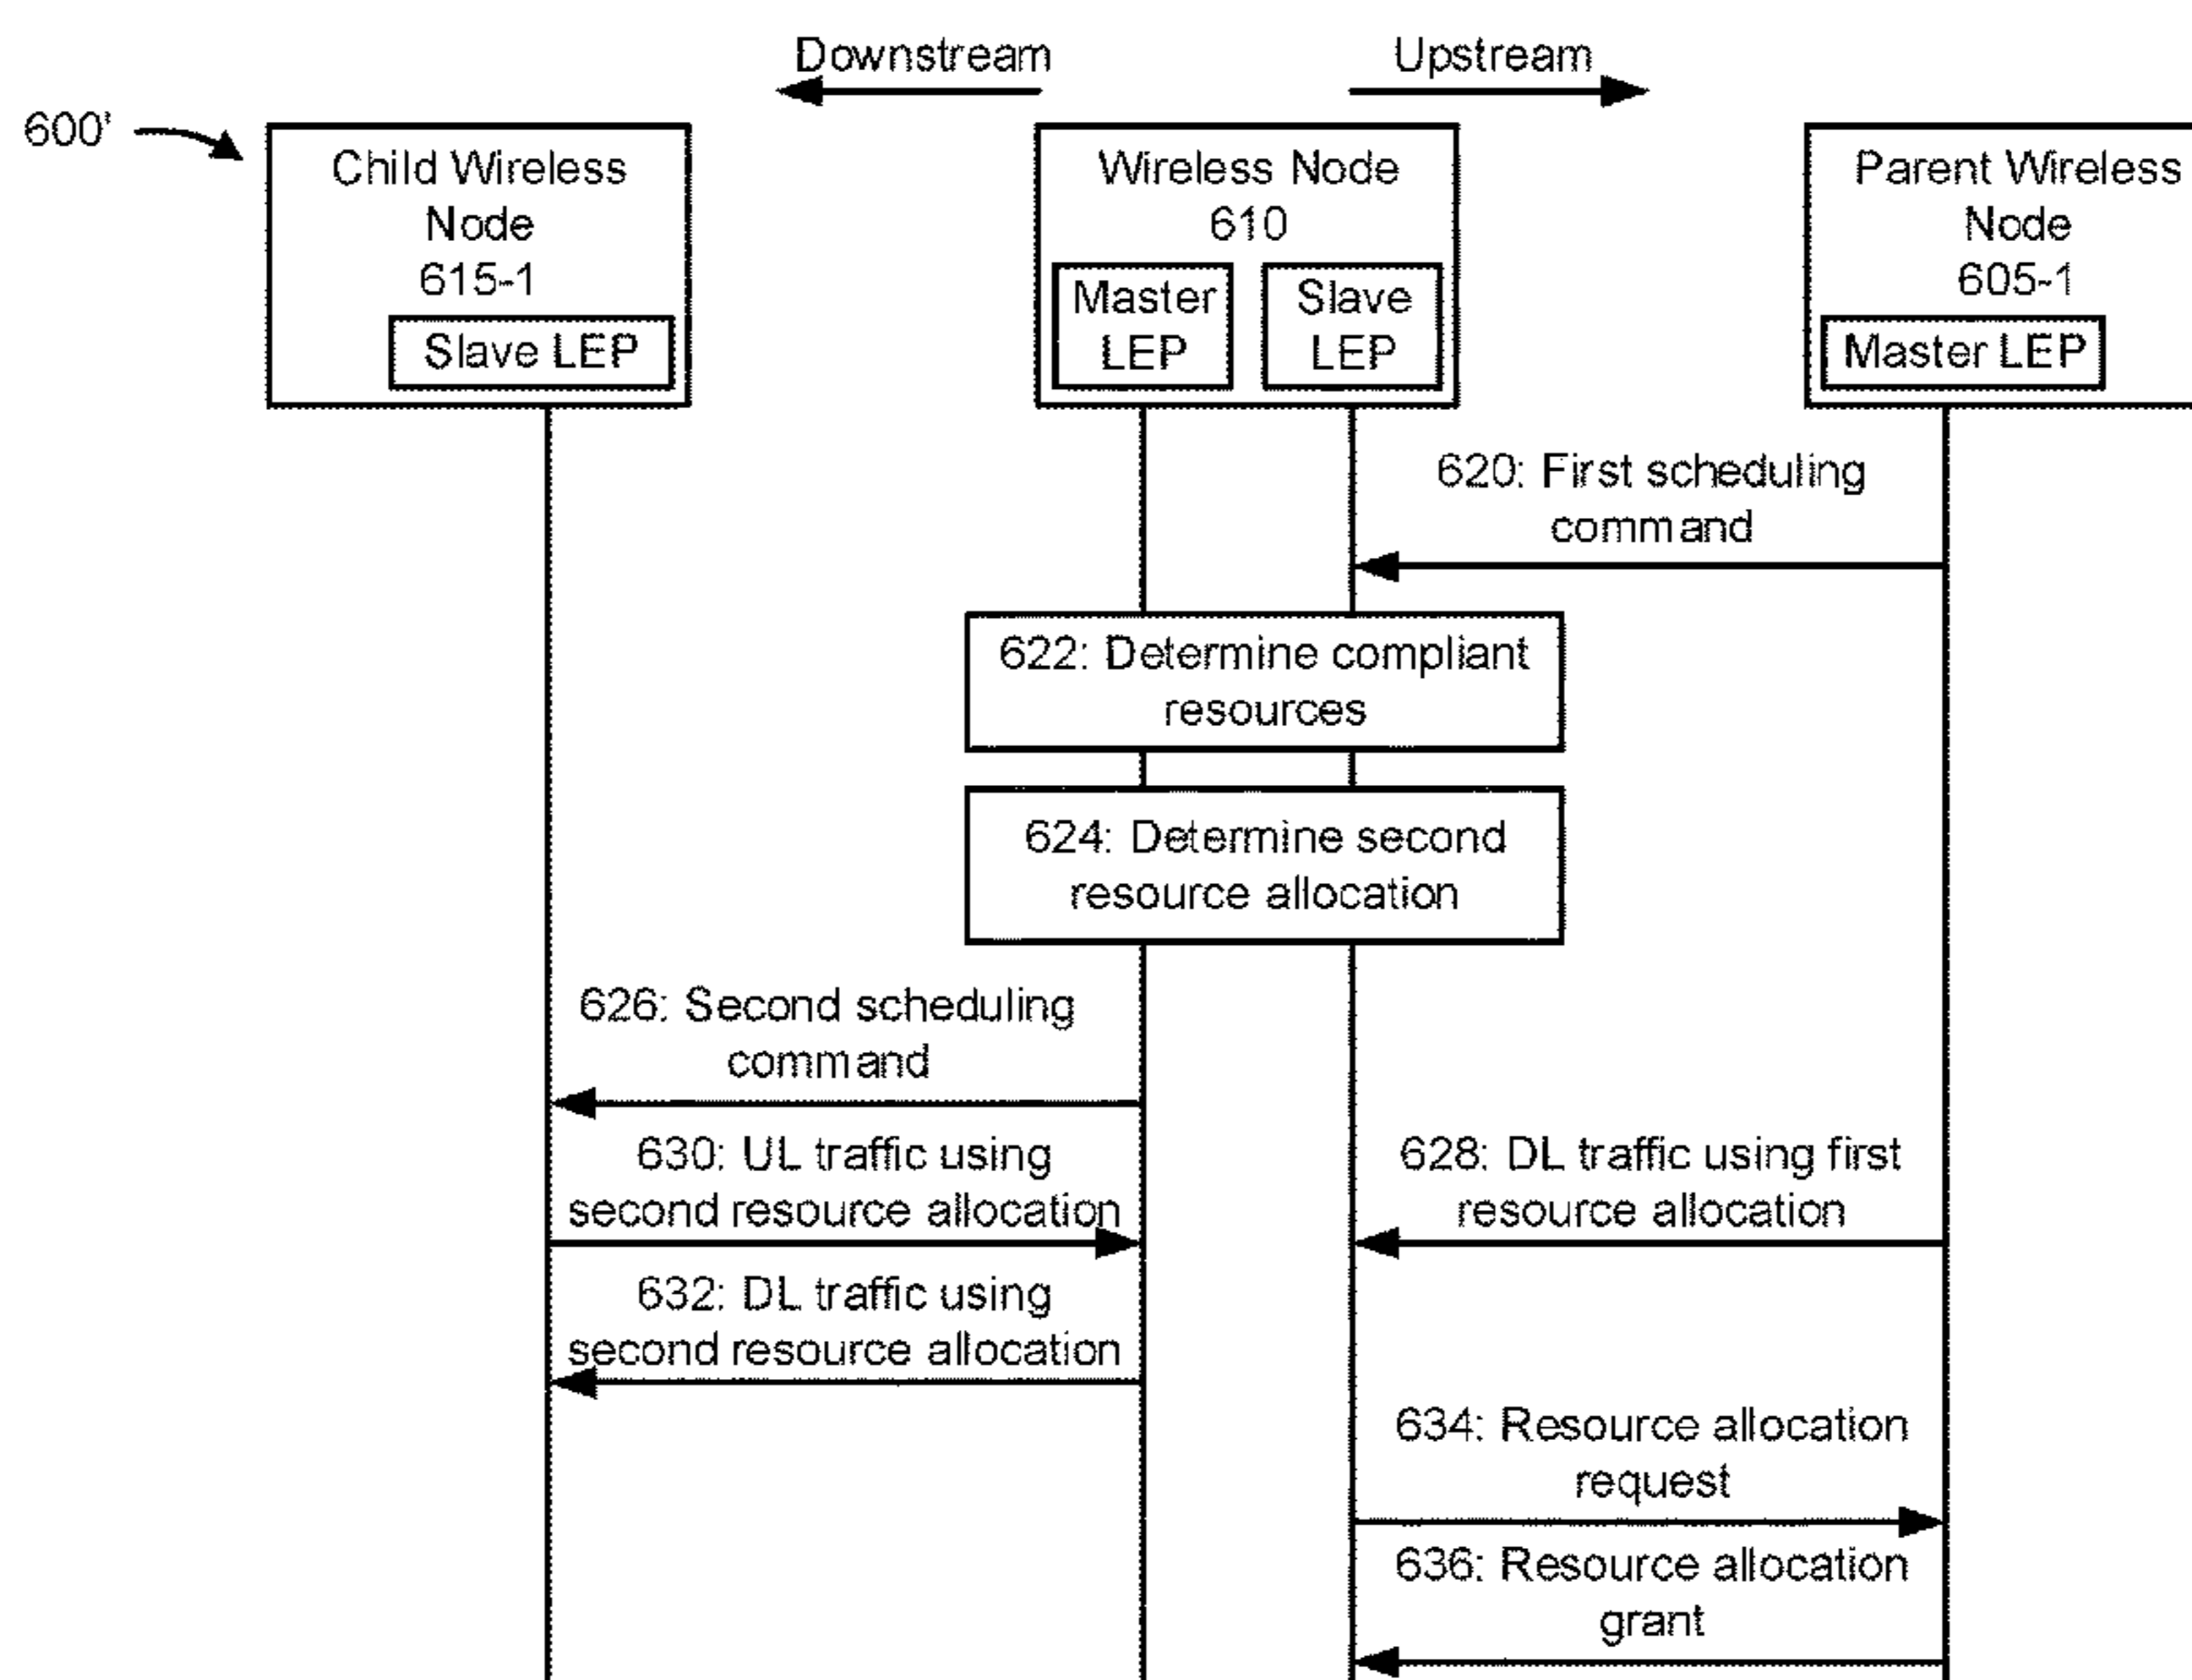 Downstream
Upstream
600'
Child Wireless
Node
615-1
Slave LEP
Wireless Node
610
Master
LEP
Slave
LEP
Parent Wireless
Node
605-1
Master LEP
620: First scheduling
command
622: Determine compliant
resources
624: Determine second
resource allocation
626: Second scheduling
command
630: UL traffic using
second resource allocation
628: DL traffic using first
resource allocation
632: DL traffic using
second resource allocation
634: Resource allocation
request
636: Resource allocation
grant